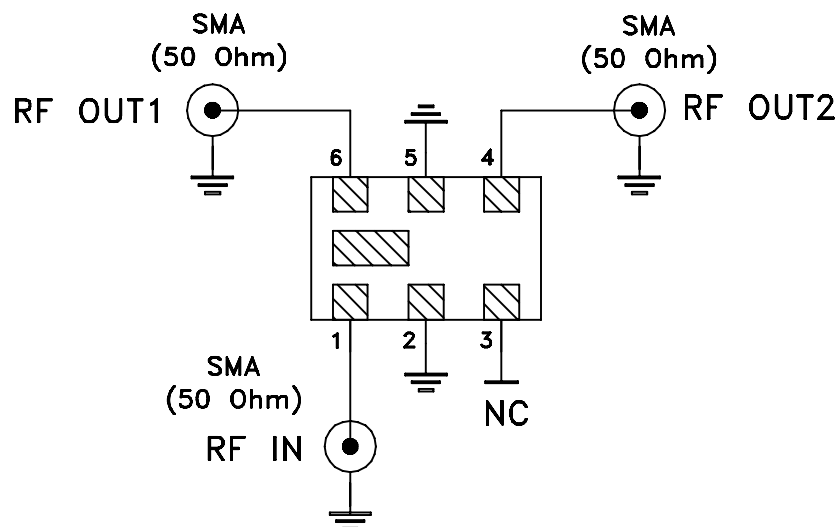 SMA
(50 Ohm)
RF OUT1
SMA
(50 Ohm)
RF OUT2
6
5
4
1
2
3
SMA
(50 Ohm)
RF IN
NC